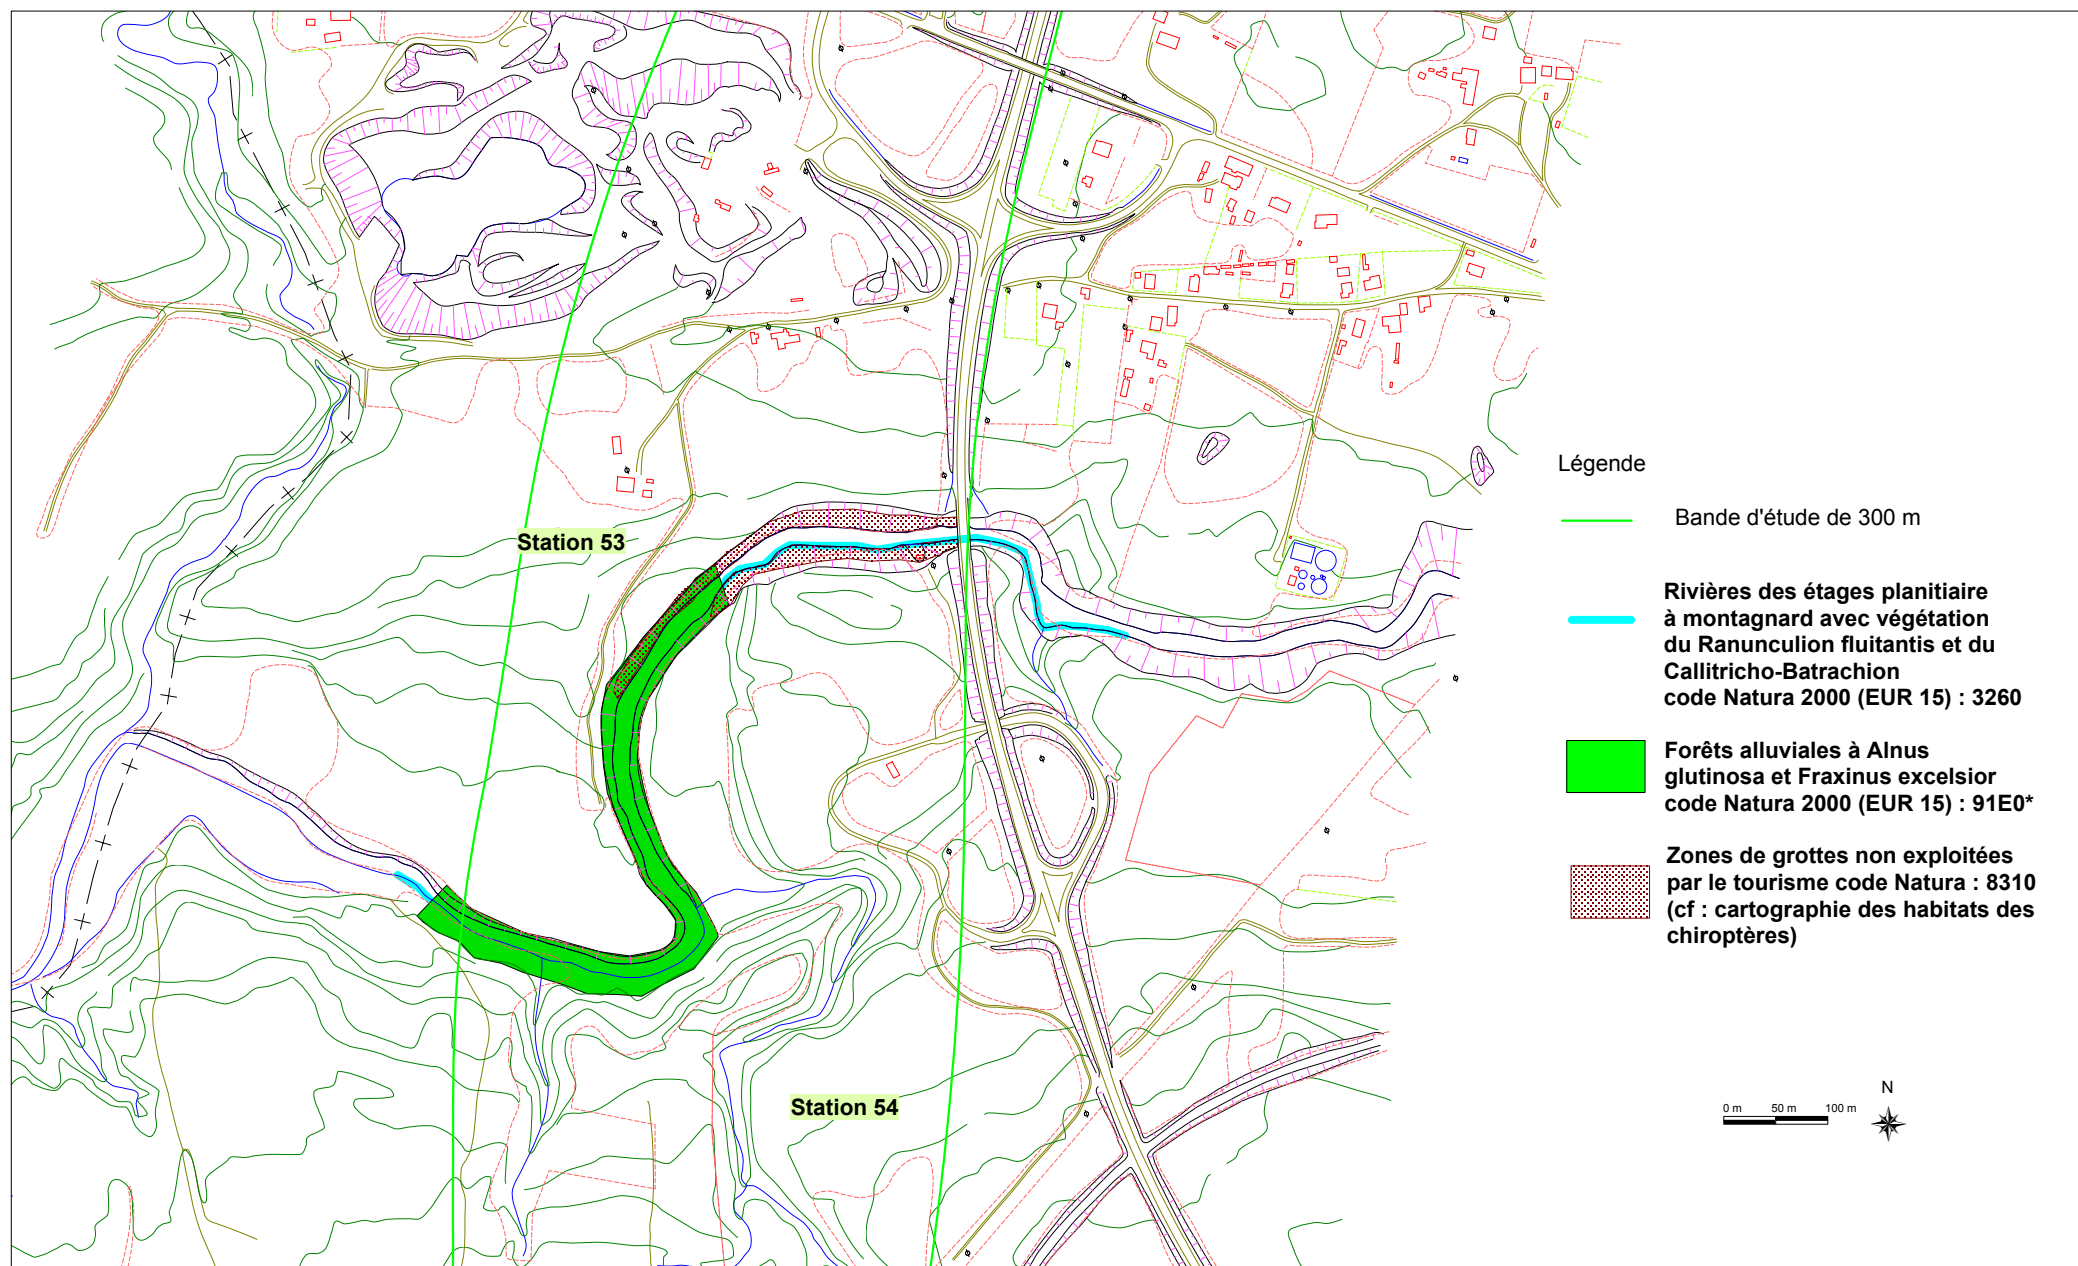 Station 53
Station 54
Légende
Bande d'étude de 300 m
Rivières des étages planitiaire
à montagnard avec végétation
du Ranunculion fluitantis et du
Callitricho-Batrachion
code Natura 2000 (EUR 15) : 3260
Forêts alluviales à Alnus
glutinosa et Fraxinus excelsior
code Natura 2000 (EUR 15) : 91E0*
Zones de grottes non exploitées
par le tourisme code Natura : 8310
(cf : cartographie des habitats des
chiroptères)
N
0 m 50 m 100 m